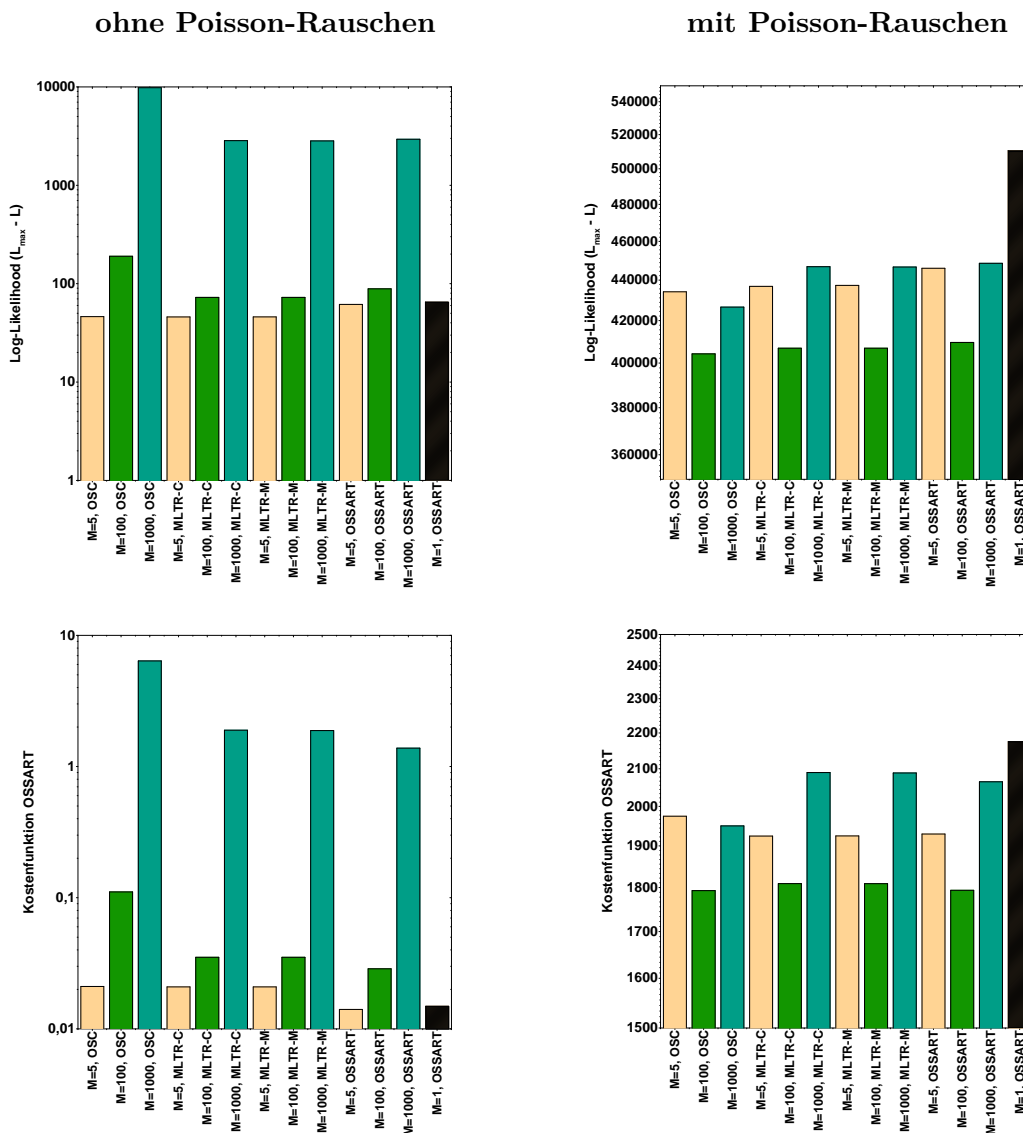 ohne Poisson-Rauschen
mit Poisson-Rauschen
Log-Likelihood (Lmax - L)
10000
1000
100
10
1
M=5, OSC
M=100, OSC
M=1000, OSC
M=5, MLTR-C
M=100, MLTR-C
M=1000, MLTR-C
M=5, MLTR-M
M=100, MLTR-M
M=1000, MLTR-M
M=5, OSSART
M=100, OSSART
M=1000, OSSART
M=1, OSSART
Log-Likelihood (Lmax - L)
540000
520000
500000
480000
460000
440000
420000
400000
380000
360000
M=5, OSC
M=100, OSC
M=1000, OSC
M=5, MLTR-C
M=100, MLTR-C
M=1000, MLTR-C
M=5, MLTR-M
M=100, MLTR-M
M=1000, MLTR-M
M=5, OSSART
M=100, OSSART
M=1000, OSSART
M=1, OSSART
Kostenfunktion OSSART
10
1
0,1
0,01
M=5, OSC
M=100, OSC
M=1000, OSC
M=5, MLTR-C
M=100, MLTR-C
M=1000, MLTR-C
M=5, MLTR-M
M=100, MLTR-M
M=1000, MLTR-M
M=5, OSSART
M=100, OSSART
M=1000, OSSART
M=1, OSSART
Kostenfunktion OSSART
2500
2400
2300
2200
2100
2000
1900
1800
1700
1600
1500
M=5, OSC
M=100, OSC
M=1000, OSC
M=5, MLTR-C
M=100, MLTR-C
M=1000, MLTR-C
M=5, MLTR-M
M=100, MLTR-M
M=1000, MLTR-M
M=5, OSSART
M=100, OSSART
M=1000, OSSART
M=1, OSSART